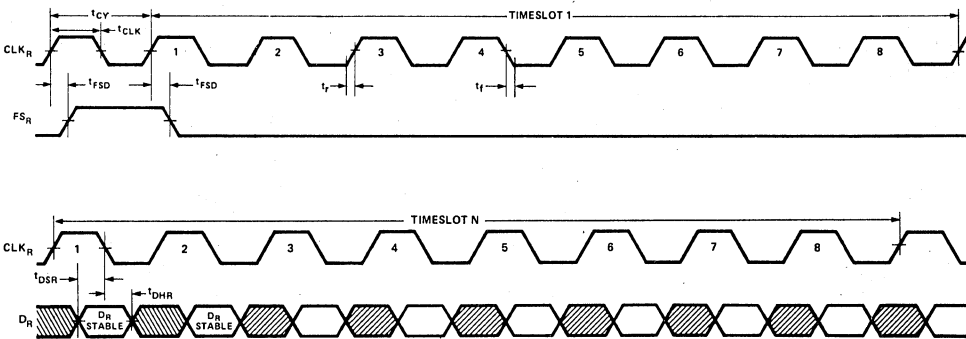 tCY
TIMESLOT 1
tCLK
CLKR
1 2 3 4 5 6 7 8
tFSD tFSD tr tf
FSR
TIMESLOT N
CLKR
1 2 3 4 5 6 7 8
tDSR
tDHR
DR
DR STABLE DR STABLE